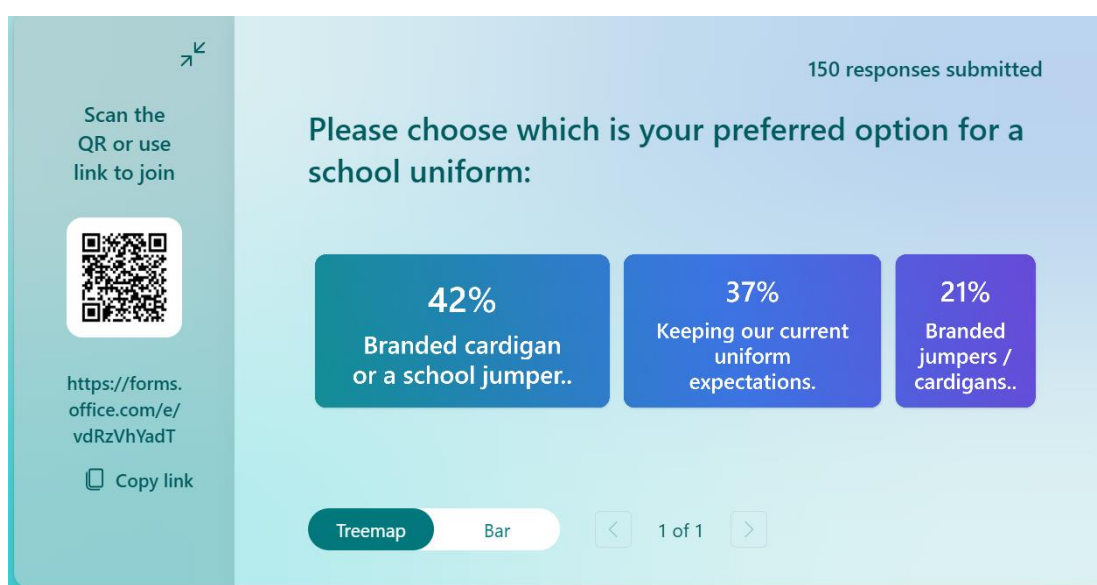 Scan the
QR or use
link to join
https://forms.
office.com/e/
vdRzVhYadT
Copy link
150 responses submitted
Please choose which is your preferred option for a
school uniform:
42%
Branded cardigan
or a school jumper..
37%
Keeping our current
uniform
expectations.
21%
Branded
jumpers /
cardigans..
Treemap
Bar
1 of 1